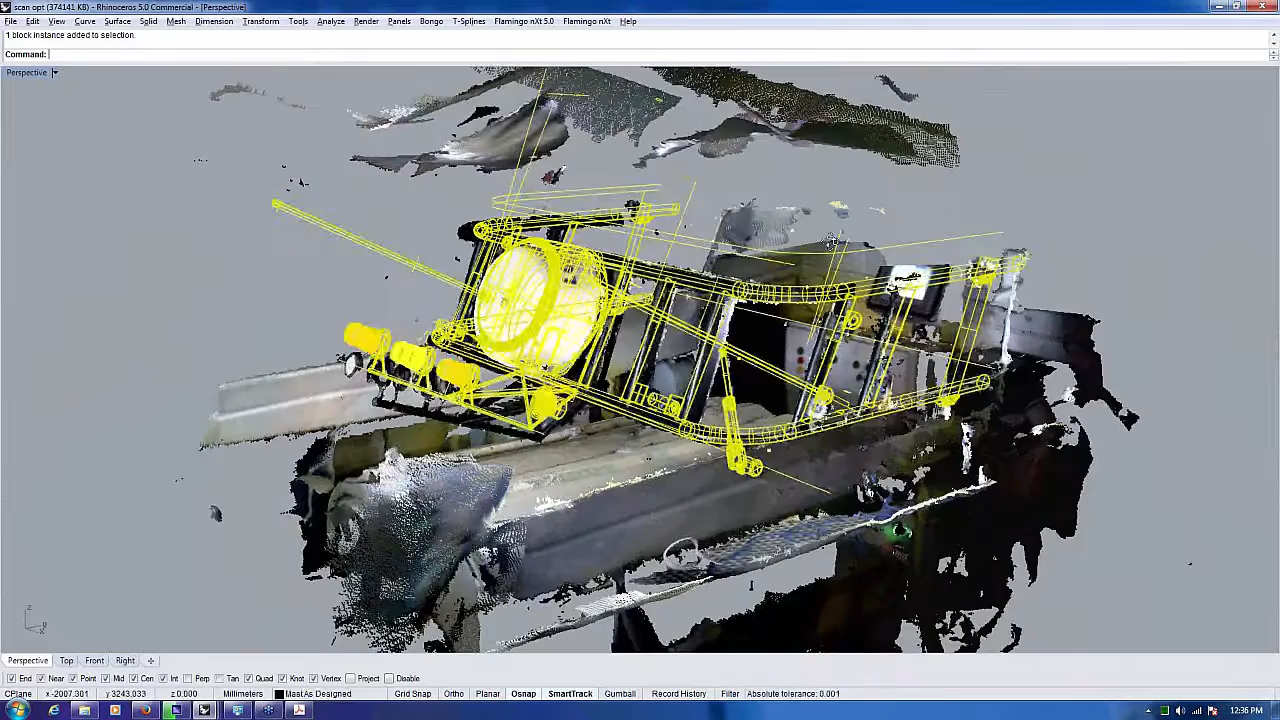 scan opt (374141 KB) - Rhinoceros 5.0 Commercial - [Perspective]
File Edit View Curve Surface Solid Mesh Dimension Transform Tools Analyze Render Panels Bongo T-Splines Flamingo nXt 5.0 Flamingo nXt Help
1 block instance added to selection.
Command:
Perspective
z
y
x
Perspective Top Front Right
End Near Point Mid Cen Int Perp Tan Quad Knot Vertex Project Disable
CPlane x -2007.301 y 3243.033 z 0.000 Millimeters Mast As Designed Grid Snap Ortho Planar Osnap SmartTrack Gumball Record History Filter Absolute tolerance: 0.001
12:36 PM